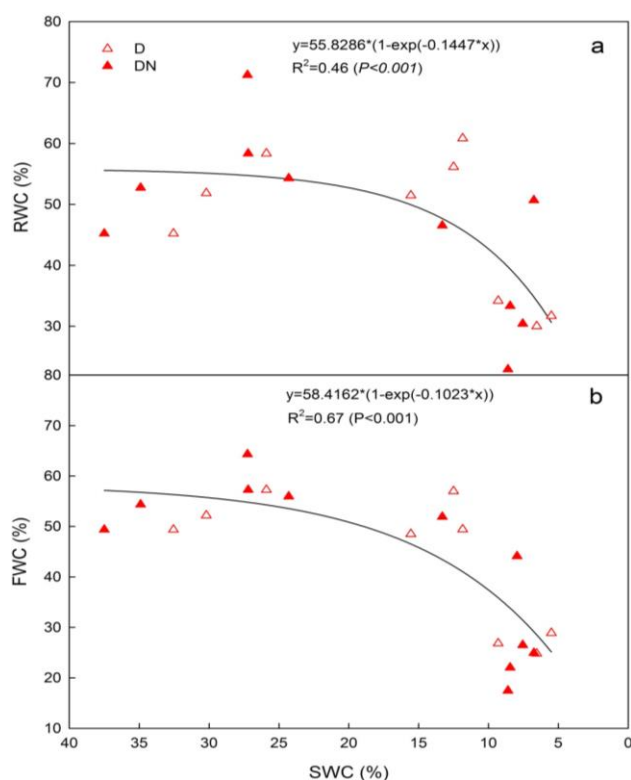 80
70
60
50
40
30
RWC (%)
D
DN
y=55.8286*(1-exp(-0.1447*x))
R²=0.46 (P<0.001)
a
80
70
60
50
40
30
20
10
FWC (%)
y=58.4162*(1-exp(-0.1023*x))
R²=0.67 (P<0.001)
b
40 35 30 25 20 15 10 5 0
SWC (%)